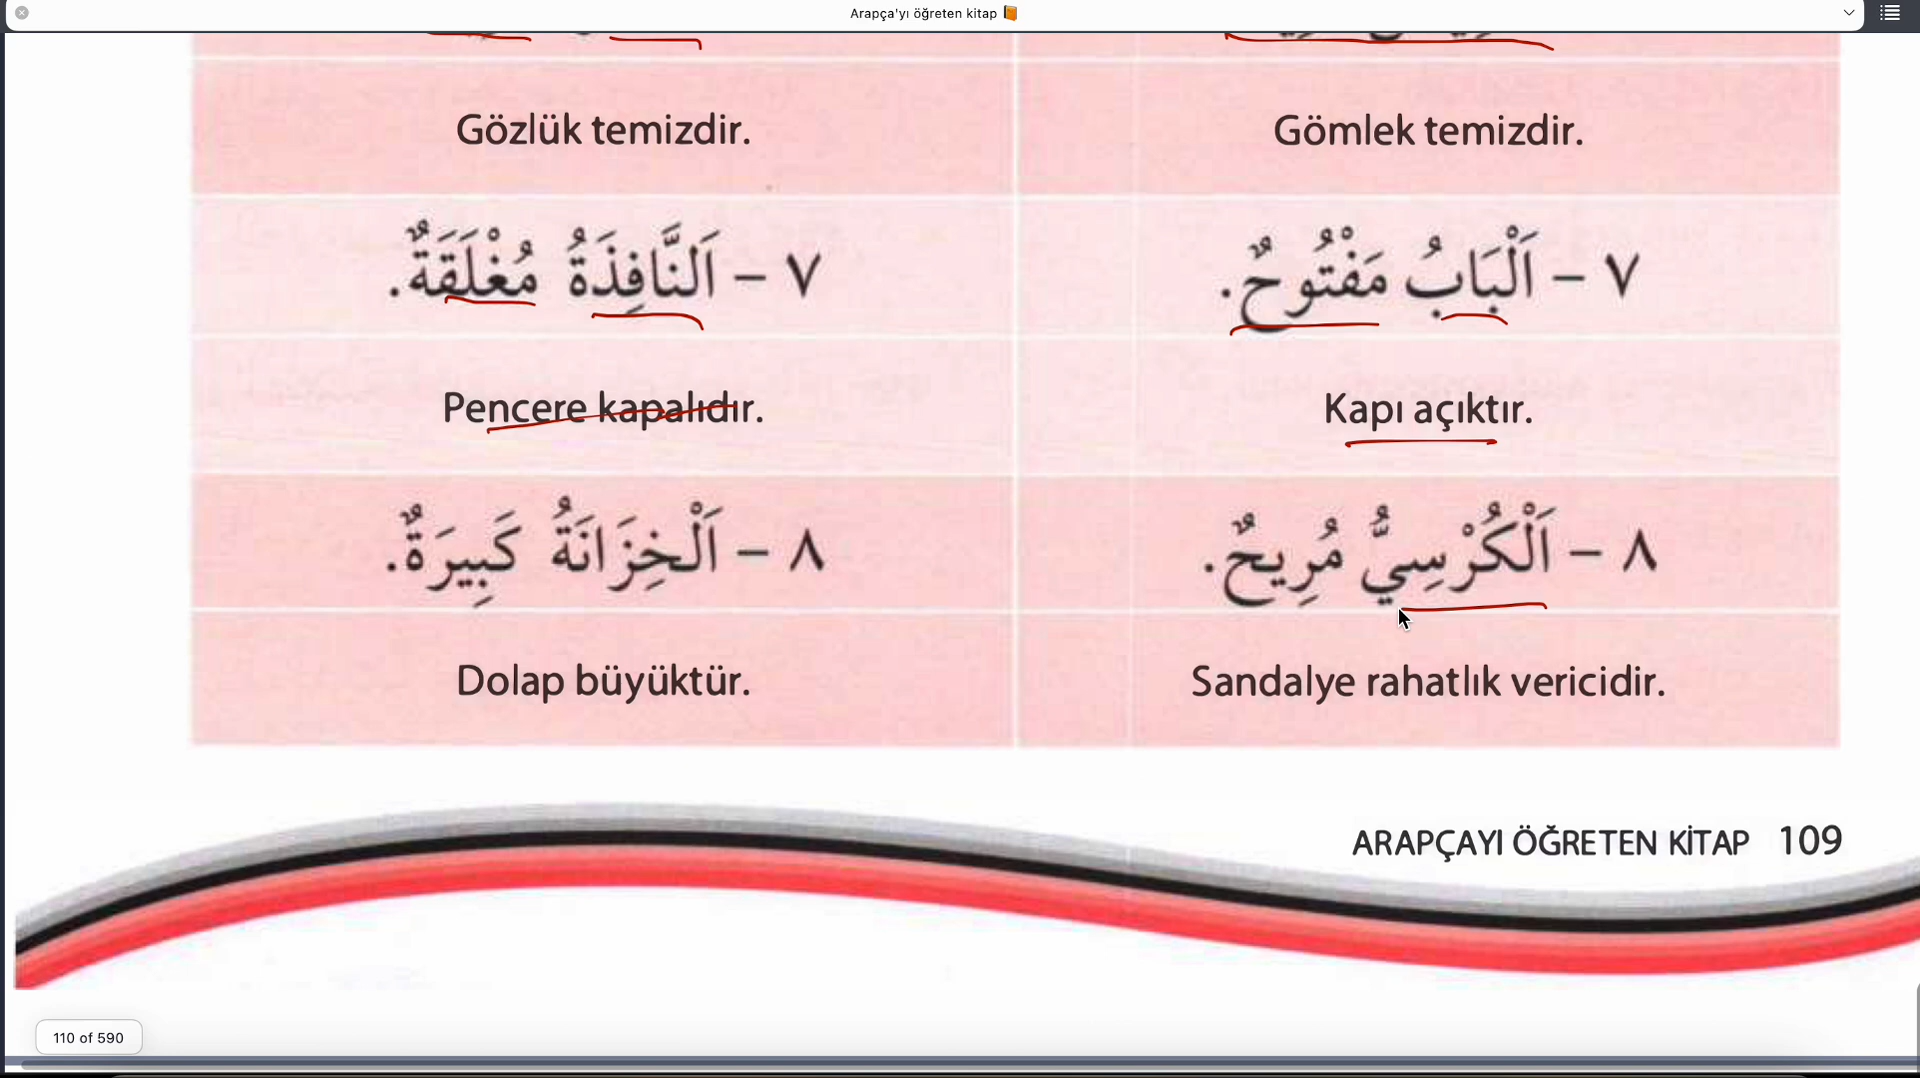 Arapça'yı öğreten kitap
Gömlek temizdir.
Gözlük temizdir.
٧ – اَلْبَابُ مَفْتُوحٌ.
٧ – اَلنَّافِذَةُ مُغْلَقَةٌ.
Kapı açıktır.
Pencere kapalıdır.
٨ – اَلْكُرْسِيُّ مُرِيحٌ.
٨ – اَلْخِزَانَةُ كَبِيرَةٌ.
Sandalye rahatlık vericidir.
Dolap büyüktür.
ARAPÇAYI ÖĞRETEN KİTAP 109
110 of 590